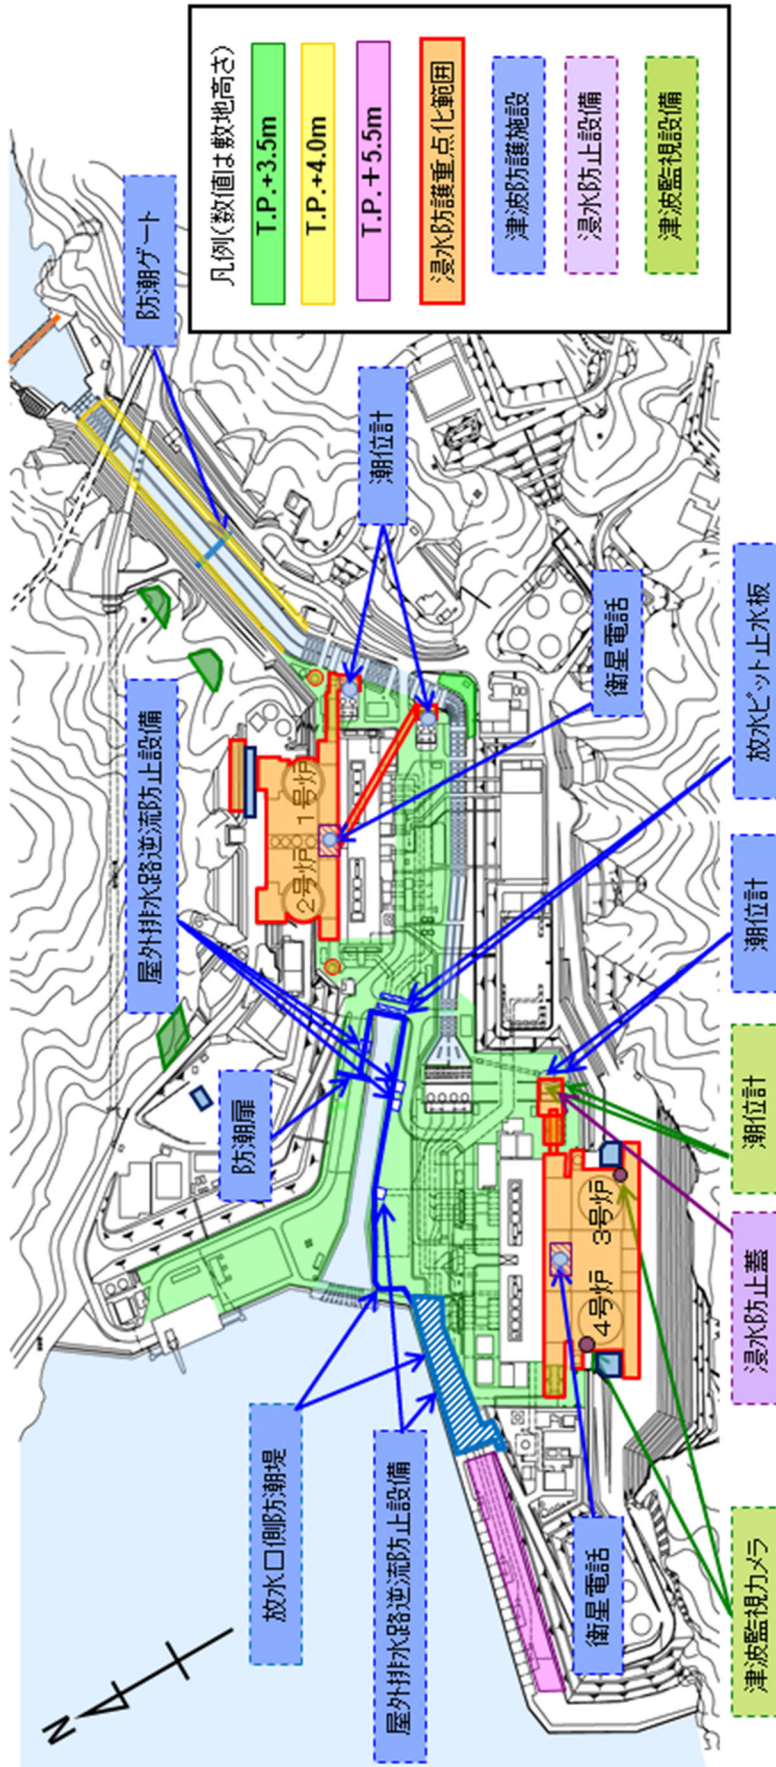 凡例(数値は敷地高さ)
T.P.+3.5m
T.P.+4.0m
T.P.+5.5m
浸水防護重点化範囲
津波防護施設
浸水防止設備
津波監視設備
防潮ゲート
潮位計
衛星電話
屋外排水路逆流防止設備
放水ピット止水板
2号炉
1号炉
防潮扉
潮位計
潮位計
浸水防止蓋
4号炉
3号炉
放水口側防潮堤
屋外排水路逆流防止設備
衛星電話
津波監視カメラ
N